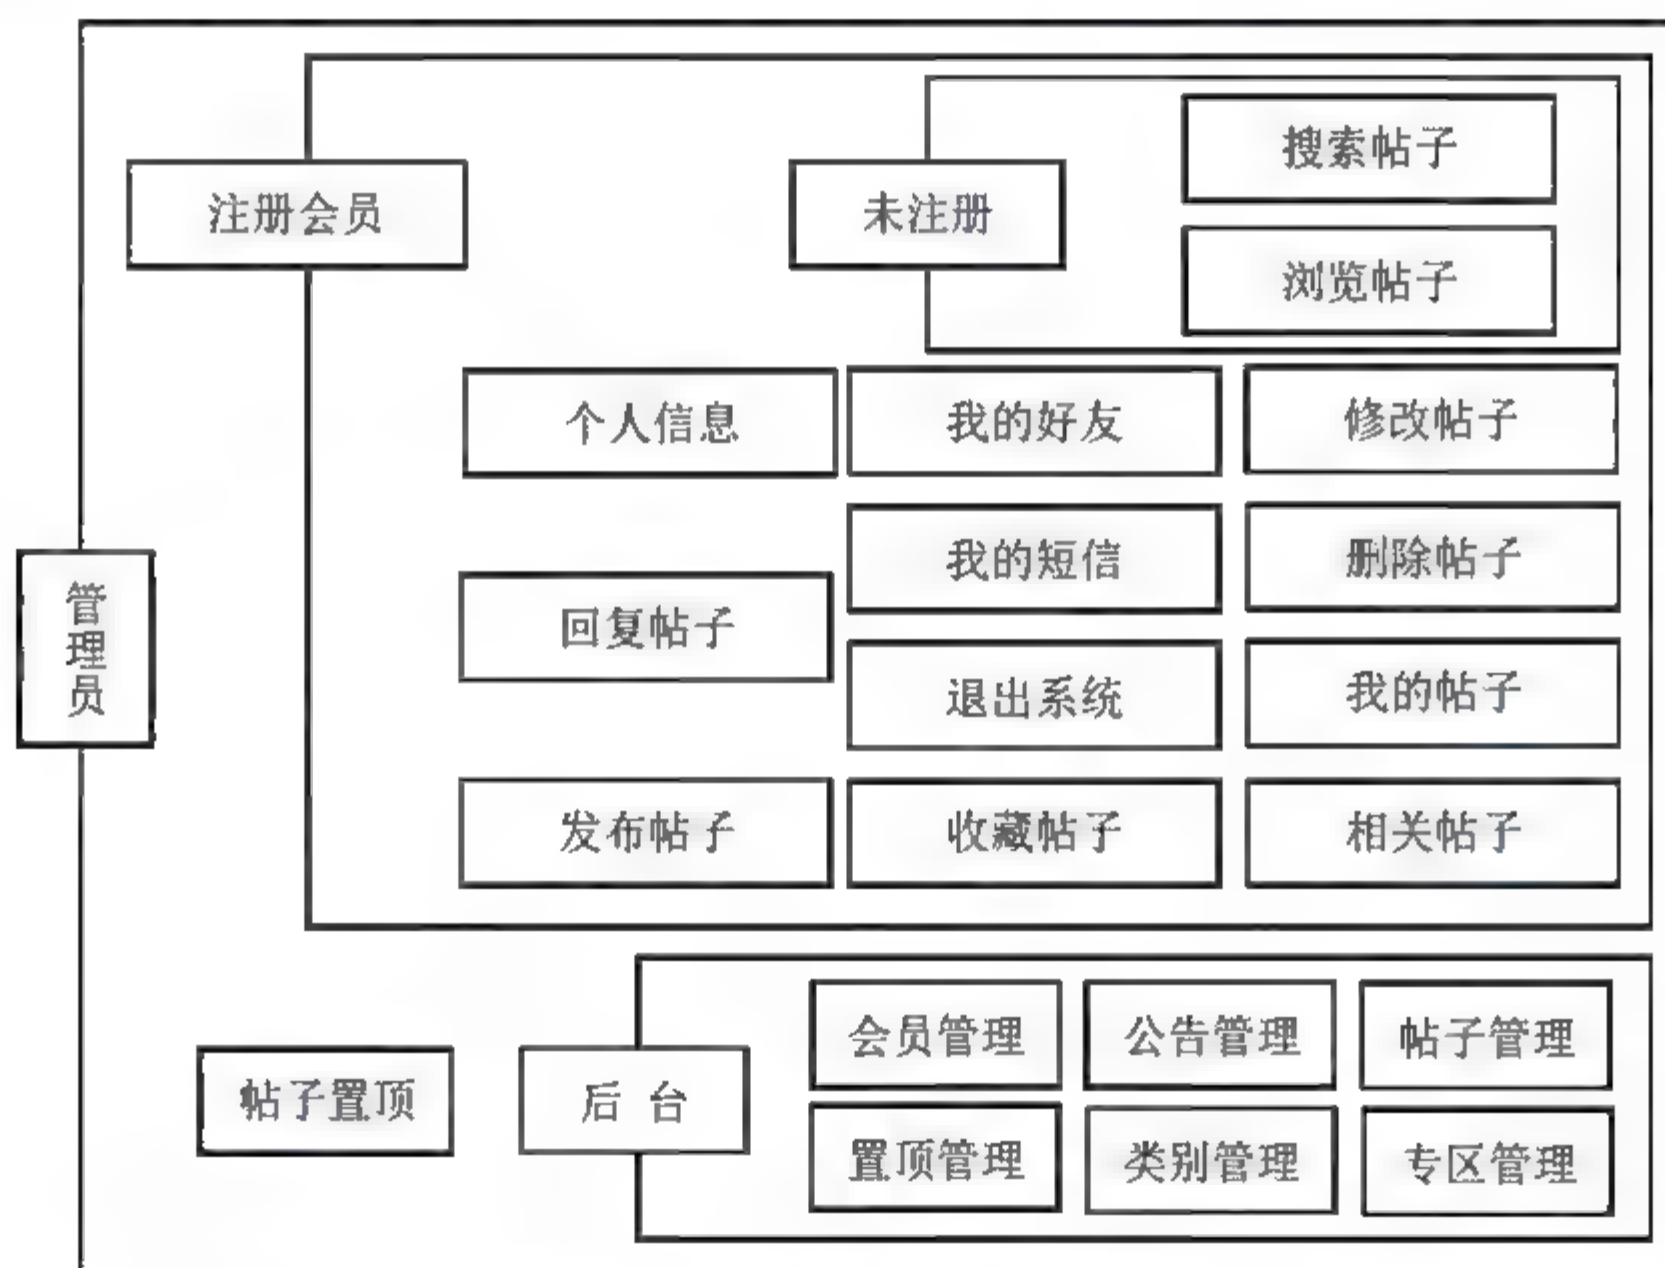 搜索帖子
注册会员
未注册
浏览帖子
个人信息
我的好友
修改帖子
我的短信
删除帖子
管理员
回复帖子
退出系统
我的帖子
发布帖子
收藏帖子
相关帖子
会员管理
公告管理
帖子管理
帖子置顶
后 台
置顶管理
类别管理
专区管理